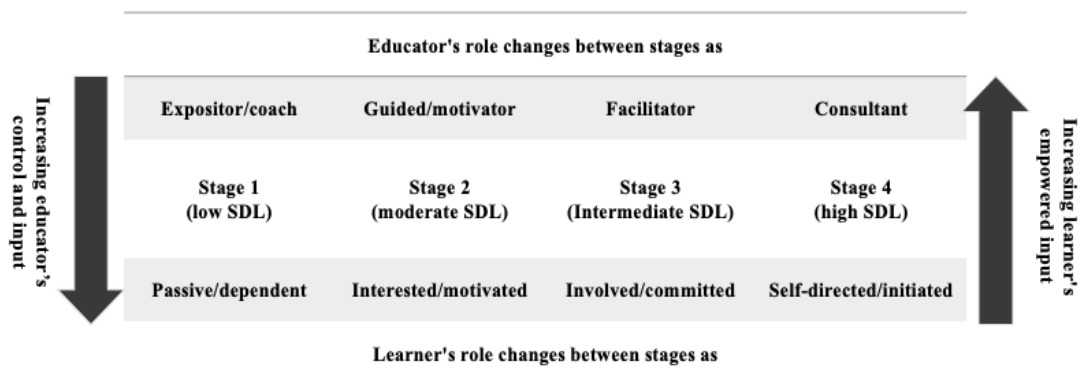 Educator's role changes between stages as
Increasing educator's
control and input
Expositor/coach Guided/motivator Facilitator Consultant
Stage 1 Stage 2 Stage 3 Stage 4
(low SDL) (moderate SDL) (Intermediate SDL) (high SDL)
Passive/dependent Interested/motivated Involved/committed Self-directed/initiated
Increasing learner's
empowered input
Learner's role changes between stages as